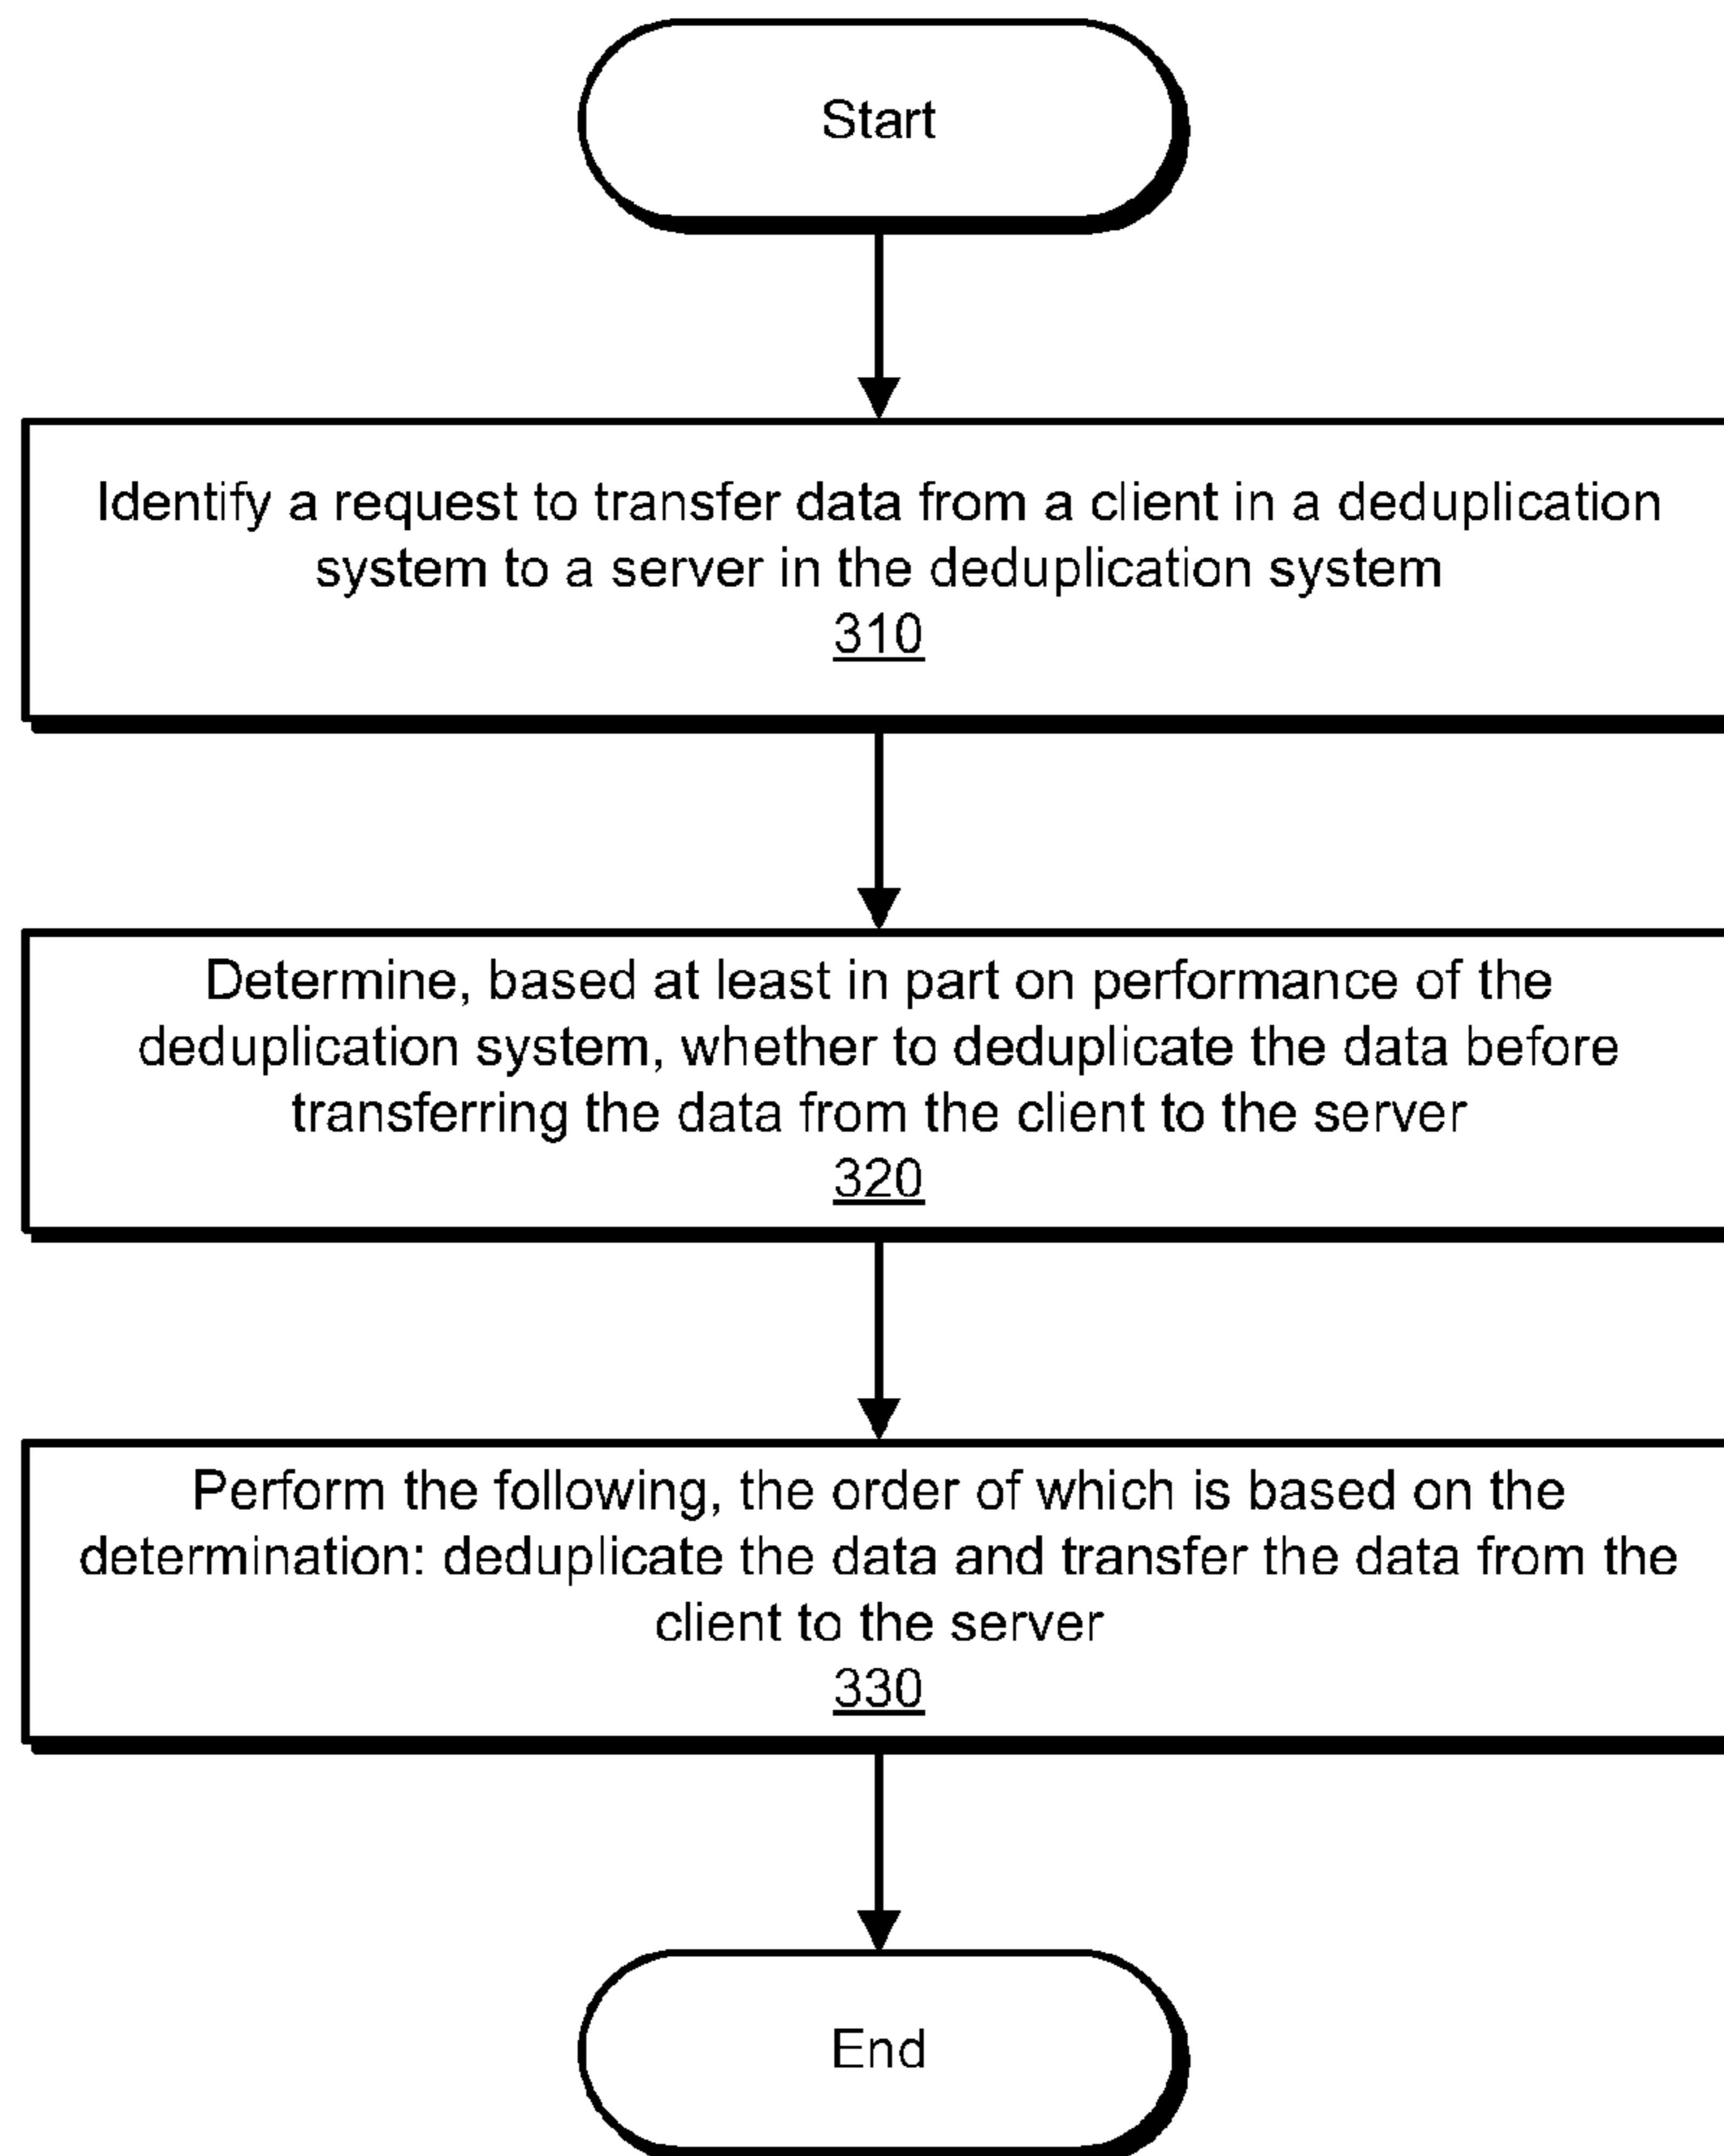 Start
Identify a request to transfer data from a client in a deduplication
system to a server in the deduplication system
310
Determine, based at least in part on performance of the
deduplication system, whether to deduplicate the data before
transferring the data from the client to the server
320
Perform the following, the order of which is based on the
determination: deduplicate the data and transfer the data from the
client to the server
330
End